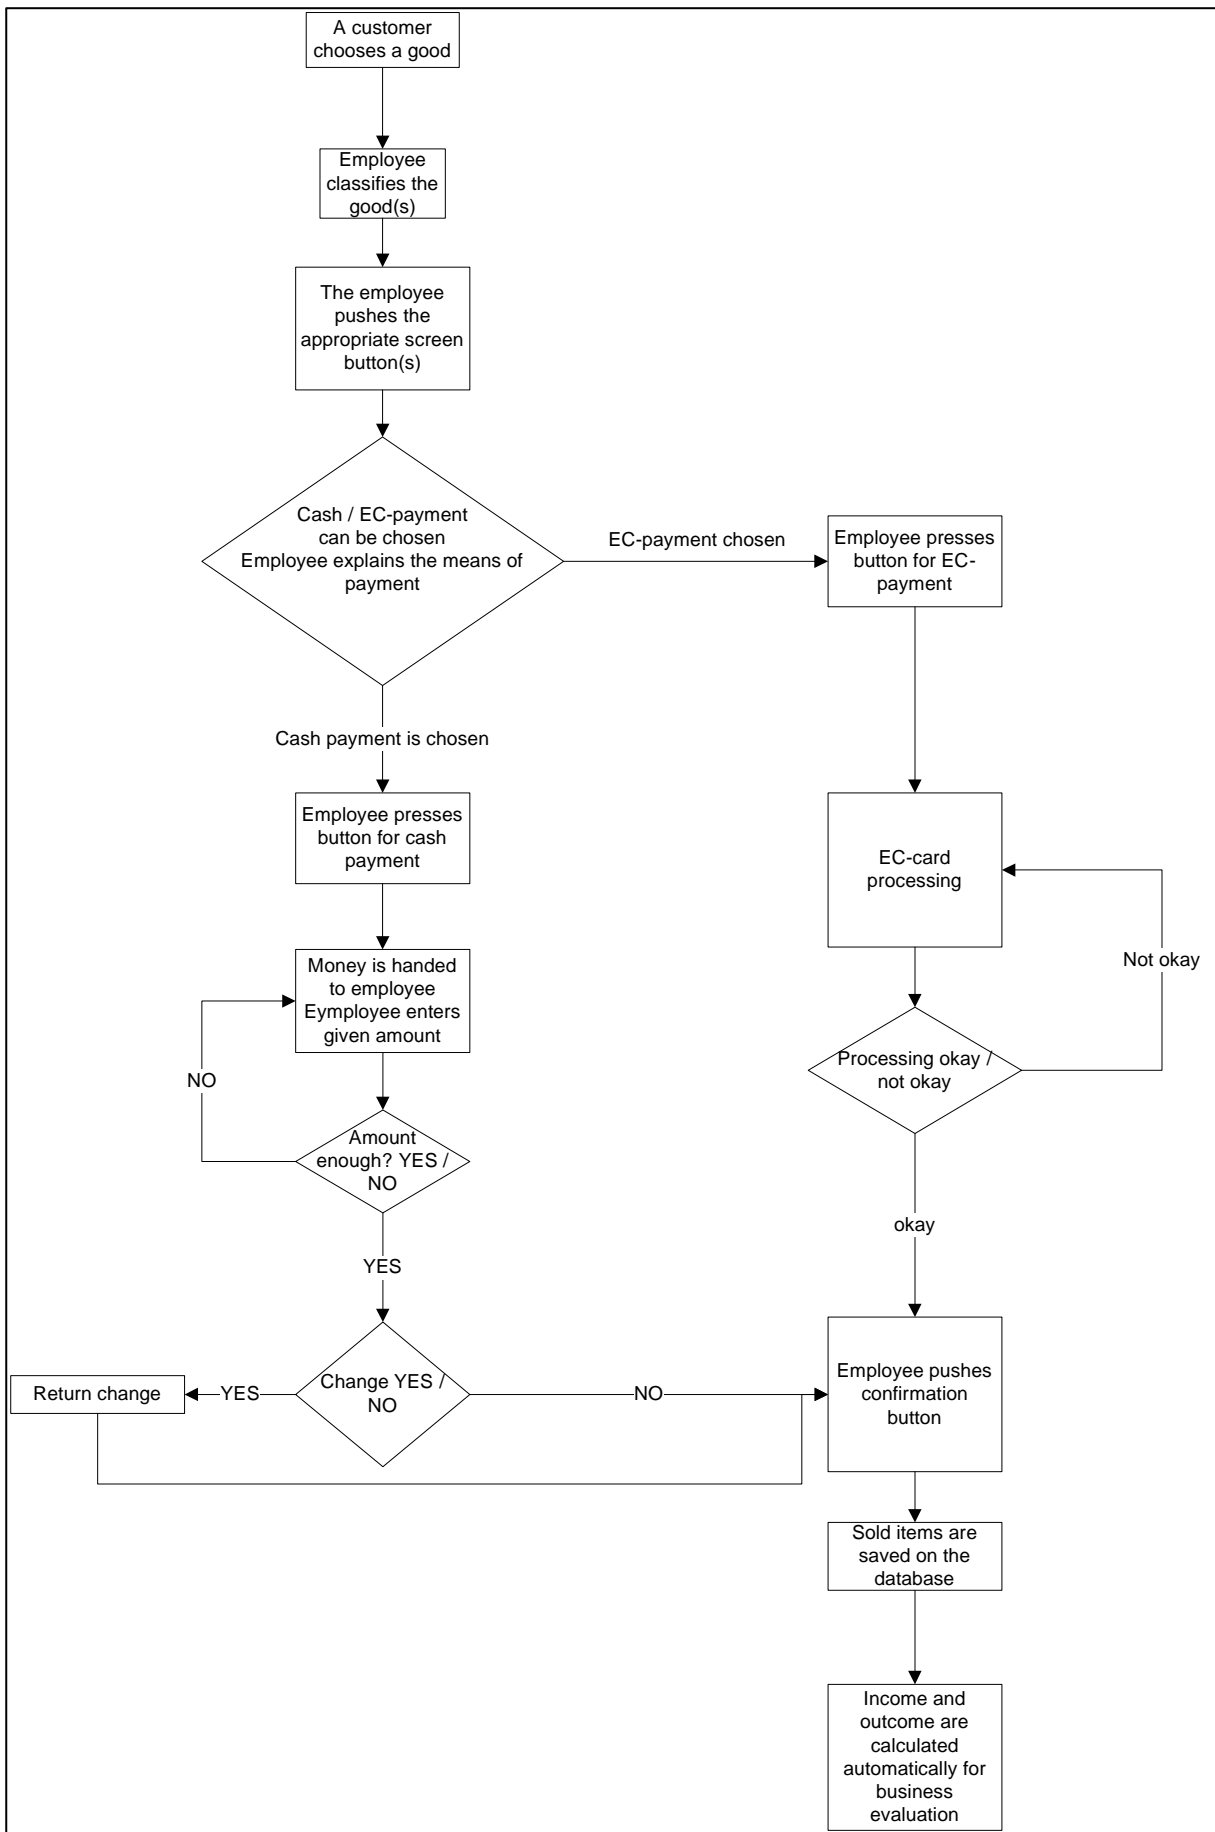 A customer
chooses a good
Employee
classifies the
good(s)
The employee
pushes the
appropriate screen
button(s)
Cash / EC-payment
can be chosen
Employee explains the means of
payment
EC-payment chosen
Employee presses
button for EC-
payment
Cash payment is chosen
Employee presses
button for cash
payment
EC-card
processing
Not okay
Money is handed
to employee
Eymployee enters
given amount
Processing okay /
not okay
NO
Amount
enough? YES /
NO
okay
YES
Return change
YES
Change YES /
NO
NO
Employee pushes
confirmation
button
Sold items are
saved on the
database
Income and
outcome are
calculated
automatically for
business
evaluation